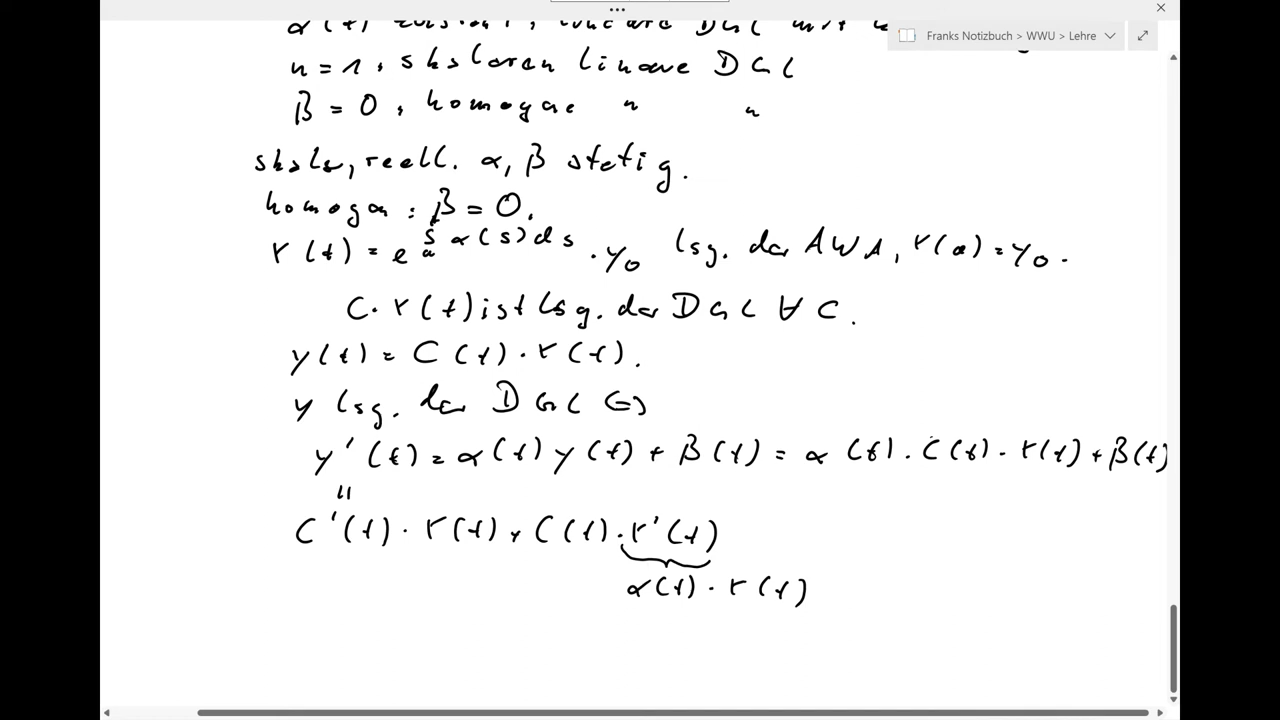 Franks Notizbuch > WWU > Lehre
n = 1, skalaren lineare DGL
β = 0, homogene " "
skalar, reell. α, β stetig.
homogen : β = 0.
r(t) = e^{∫_a^t α(s)ds} · y₀ Lsg. der AWA, r(a) = y₀.
C · r(t) ist Lsg. der DGL ∀ C.
y(t) = C(t) · r(t).
y Lsg. der DGL ⇔
y'(t) = α(t) y(t) + β(t) = α(t) · C(t) · r(t) + β(t)
"
C'(t) · r(t) + C(t) · r'(t)
α(t) · r(t)